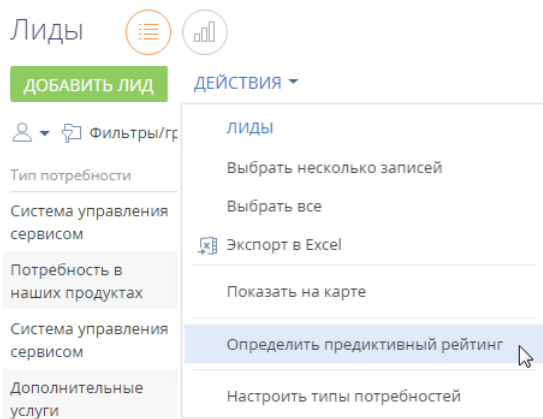 Лиды
ДОБАВИТЬ ЛИД
ДЕЙСТВИЯ
Фильтры/гр
Тип потребности
Система управления
сервисом
Потребность в
наших продуктах
Система управления
сервисом
Дополнительные
услуги
ЛИДЫ
Выбрать несколько записей
Выбрать все
Экспорт в Excel
Показать на карте
Определить предиктивный рейтинг
Настроить типы потребностей